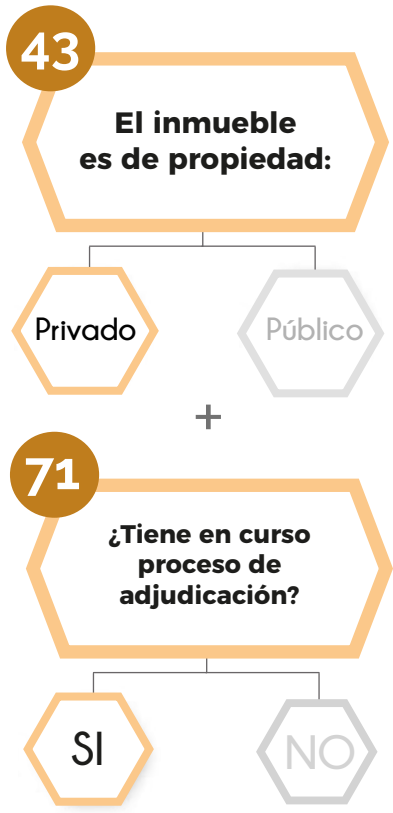 43
El inmueble
es de propiedad:
Privado
Público
+
71
¿Tiene en curso
proceso de
adjudicación?
SI
NO